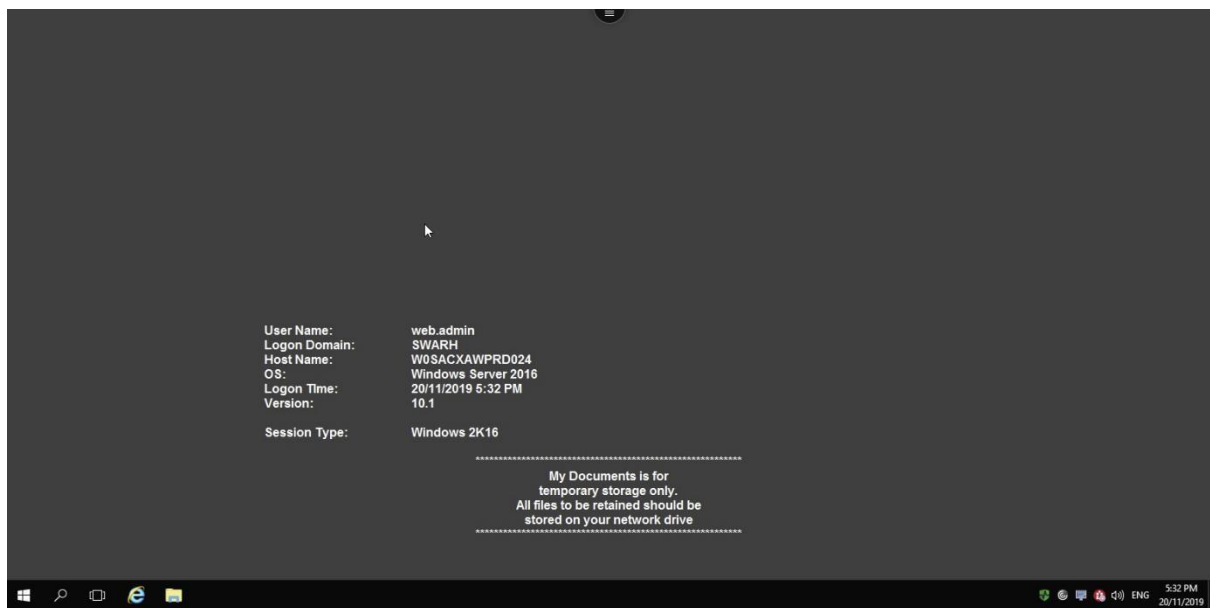 User Name: web.admin
Logon Domain: SWARH
Host Name: W0SACXAWPRD024
OS: Windows Server 2016
Logon TIme: 20/11/2019 5:32 PM
Version: 10.1
Session Type: Windows 2K16
**********************************************************
My Documents is for
temporary storage only.
All files to be retained should be
stored on your network drive
**********************************************************
ENG
5:32 PM
20/11/2019